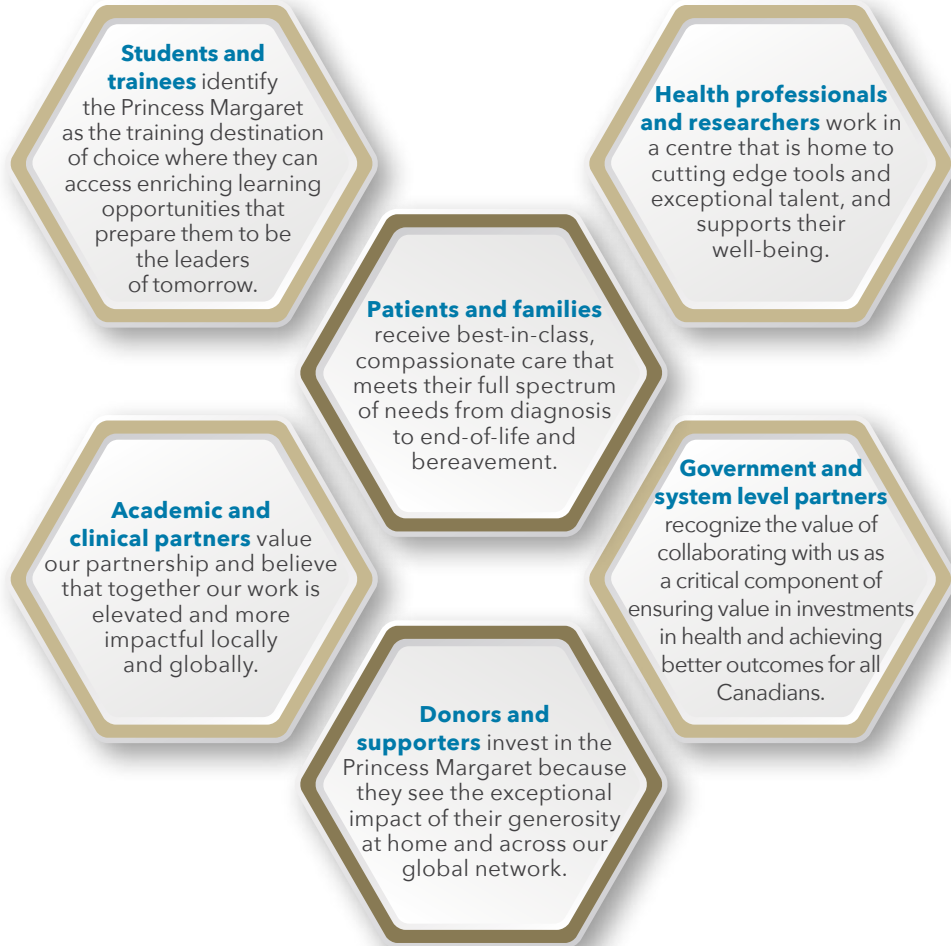 Students and
trainees identify
the Princess Margaret
as the training destination
of choice where they can
access enriching learning
opportunities that
prepare them to be
the leaders
of tomorrow.
Health professionals
and researchers work in
a centre that is home to
cutting edge tools and
exceptional talent, and
supports their
well-being.
Patients and families
receive best-in-class,
compassionate care that
meets their full spectrum
of needs from diagnosis
to end-of-life and
bereavement.
Academic and
clinical partners value
our partnership and believe
that together our work is
elevated and more
impactful locally
and globally.
Government and
system level partners
recognize the value of
collaborating with us as
a critical component of
ensuring value in investments
in health and achieving
better outcomes for all
Canadians.
Donors and
supporters invest in the
Princess Margaret because
they see the exceptional
impact of their generosity
at home and across our
global network.